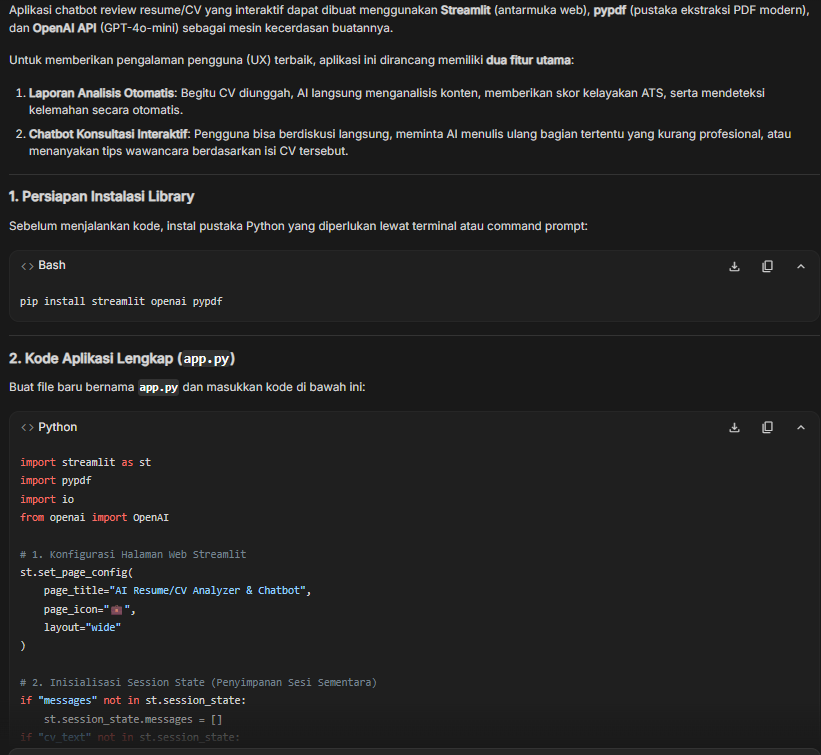 Aplikasi chatbot review resume/CV yang interaktif dapat dibuat menggunakan Streamlit (antarmuka web), pypdf (pustaka ekstraksi PDF modern),
dan OpenAI API (GPT-4o-mini) sebagai mesin kecerdasan buatannya.
Untuk memberikan pengalaman pengguna (UX) terbaik, aplikasi ini dirancang memiliki dua fitur utama:
1. Laporan Analisis Otomatis: Begitu CV diunggah, AI langsung menganalisis konten, memberikan skor kelayakan ATS, serta mendeteksi
kelemahan secara otomatis.
2. Chatbot Konsultasi Interaktif: Pengguna bisa berdiskusi langsung, meminta AI menulis ulang bagian tertentu yang kurang profesional, atau
menanyakan tips wawancara berdasarkan isi CV tersebut.
1. Persiapan Instalasi Library
Sebelum menjalankan kode, instal pustaka Python yang diperlukan lewat terminal atau command prompt:
<> Bash
pip install streamlit openai pypdf
2. Kode Aplikasi Lengkap (app.py)
Buat file baru bernama app.py dan masukkan kode di bawah ini:
<> Python
import streamlit as st
import pypdf
import io
from openai import OpenAI
# 1. Konfigurasi Halaman Web Streamlit
st.set_page_config(
    page_title="AI Resume/CV Analyzer & Chatbot",
    page_icon="💼",
    layout="wide"
)
# 2. Inisialisasi Session State (Penyimpanan Sesi Sementara)
if "messages" not in st.session_state:
    st.session_state.messages = []
if "cv_text" not in st.session_state: